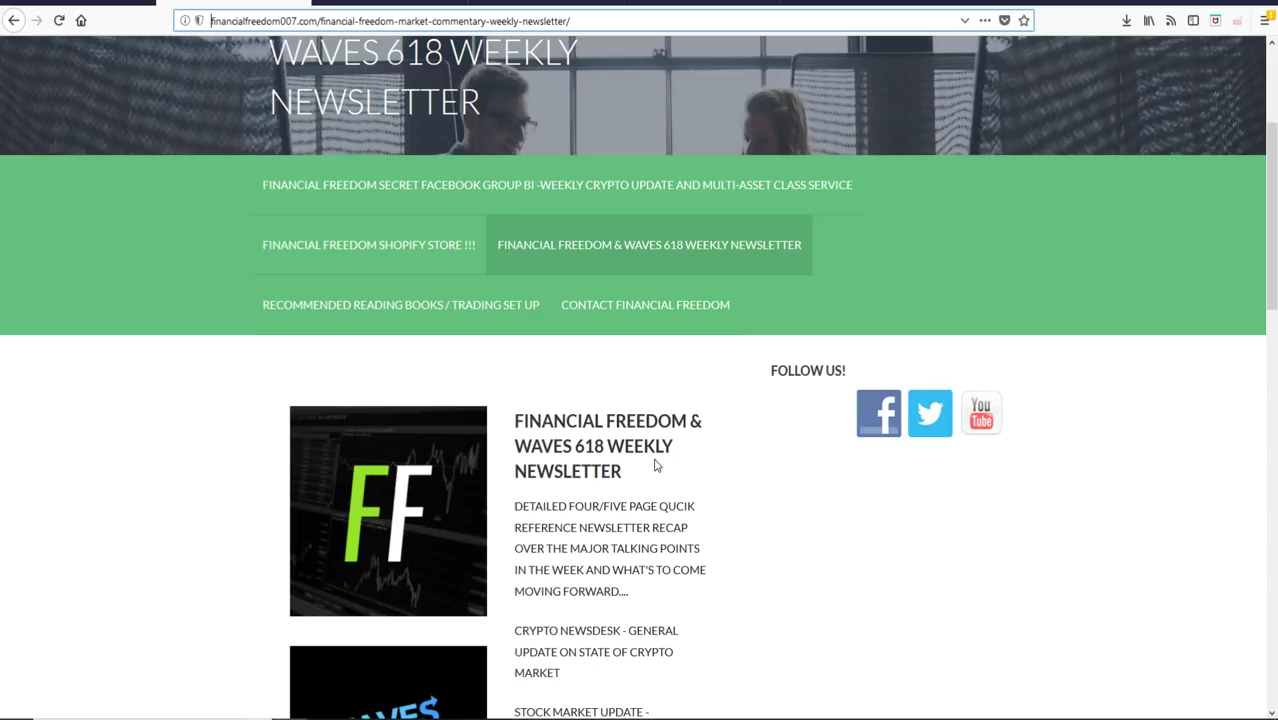 financialfreedom007.com/financial-freedom-market-commentary-weekly-newsletter/
WAVES 618 WEEKLY
NEWSLETTER
FINANCIAL FREEDOM SECRET FACEBOOK GROUP BI -WEEKLY CRYPTO UPDATE AND MULTI-ASSET CLASS SERVICE
FINANCIAL FREEDOM SHOPIFY STORE !!! FINANCIAL FREEDOM & WAVES 618 WEEKLY NEWSLETTER
RECOMMENDED READING BOOKS / TRADING SET UP CONTACT FINANCIAL FREEDOM
FOLLOW US!
f
You
Tube
FF
FINANCIAL FREEDOM &
WAVES 618 WEEKLY
NEWSLETTER
DETAILED FOUR/FIVE PAGE QUCIK
REFERENCE NEWSLETTER RECAP
OVER THE MAJOR TALKING POINTS
IN THE WEEK AND WHAT'S TO COME
MOVING FORWARD....
CRYPTO NEWSDESK - GENERAL
UPDATE ON STATE OF CRYPTO
MARKET
WAVES
STOCK MARKET UPDATE -